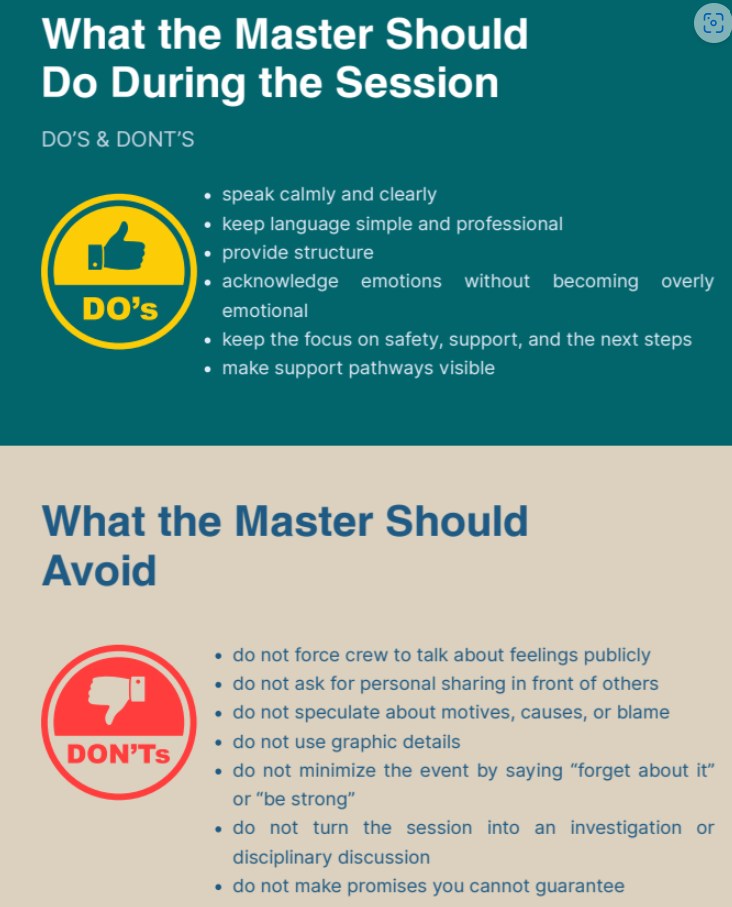 What the Master Should
Do During the Session
DO’S & DONT’S
DO’s
• speak calmly and clearly
• keep language simple and professional
• provide structure
• acknowledge emotions without becoming overly
emotional
• keep the focus on safety, support, and the next steps
• make support pathways visible
What the Master Should
Avoid
DON’Ts
• do not force crew to talk about feelings publicly
• do not ask for personal sharing in front of others
• do not speculate about motives, causes, or blame
• do not use graphic details
• do not minimize the event by saying “forget about it”
or “be strong”
• do not turn the session into an investigation or
disciplinary discussion
• do not make promises you cannot guarantee